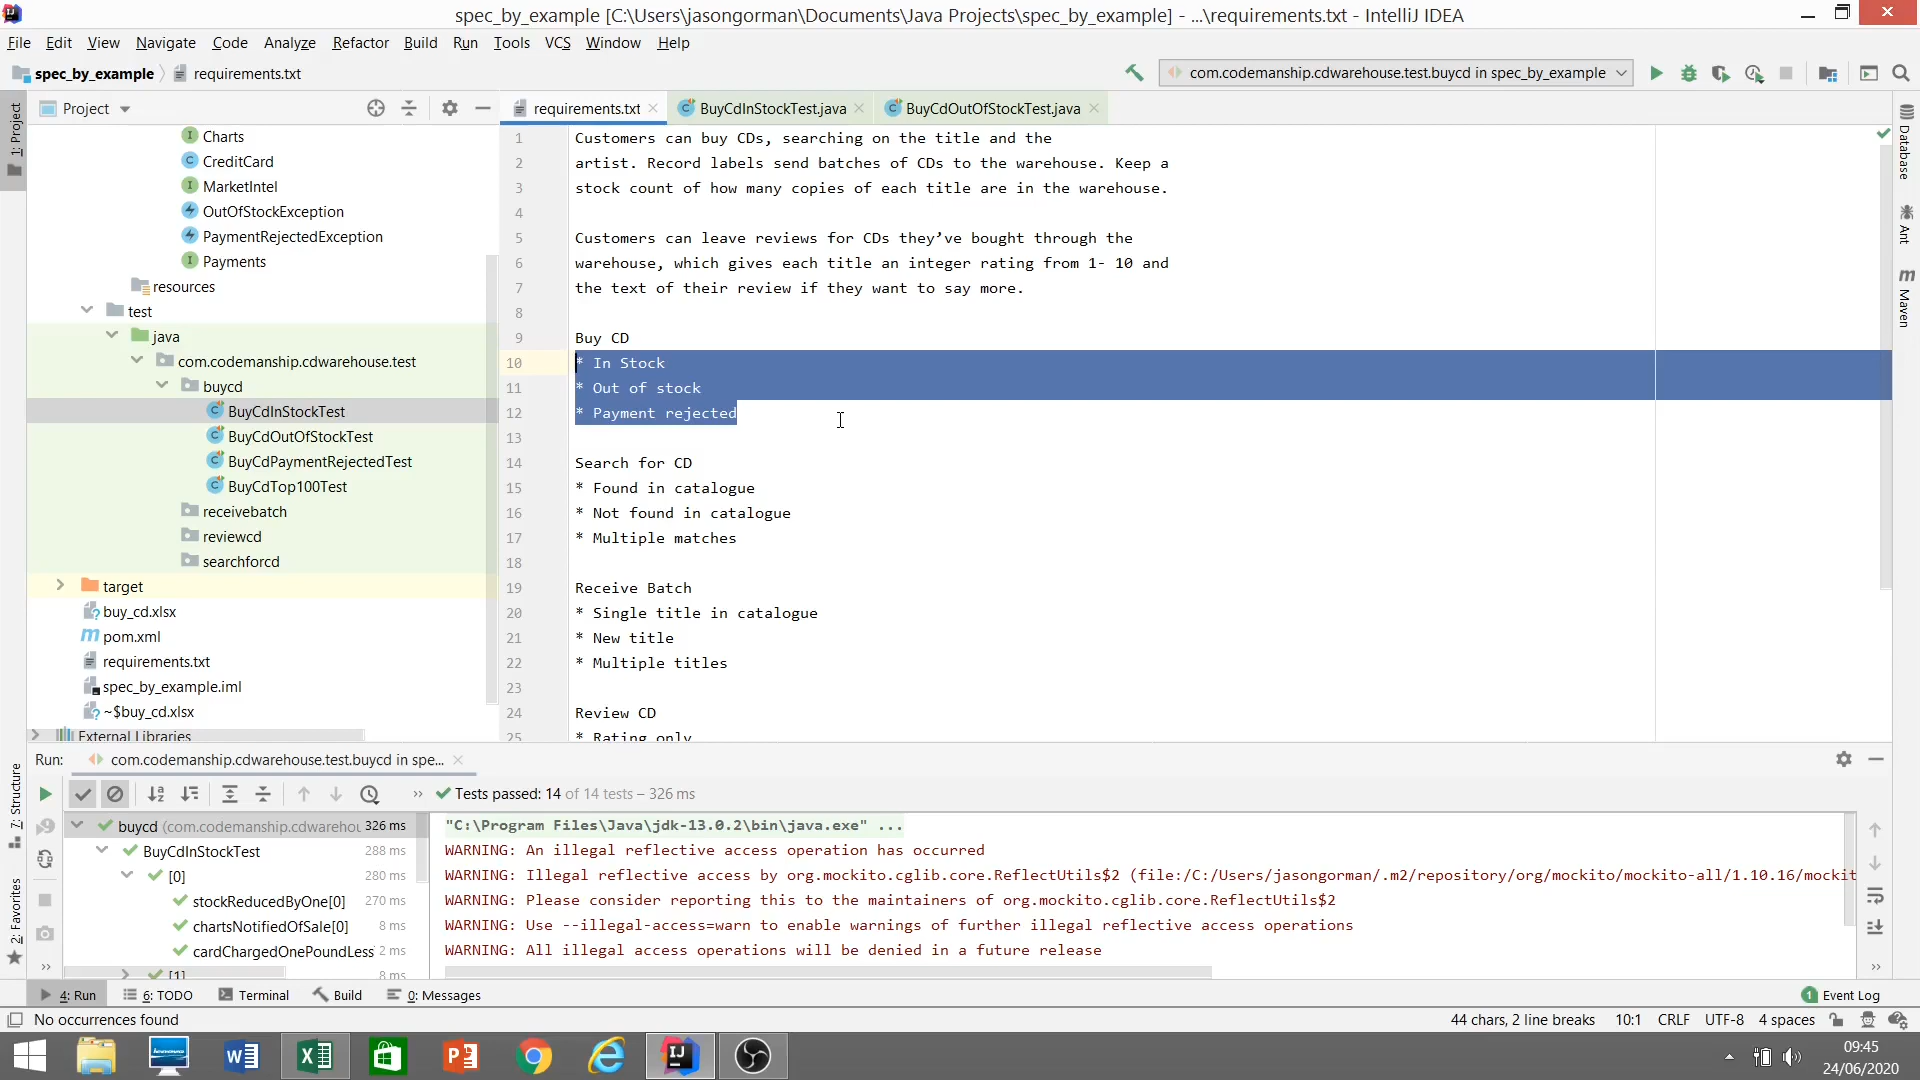 spec_by_example [C:\Users\jasongorman\Documents\Java Projects\spec_by_example] - ...\requirements.txt - IntelliJ IDEA
File Edit View Navigate Code Analyze Refactor Build Run Tools VCS Window Help
spec_by_example requirements.txt
com.codemanship.cdwarehouse.test.buycd in spec_by_example
Project
requirements.txt BuyCdInStockTest.java BuyCdOutOfStockTest.java
1: Project
Charts
CreditCard
MarketIntel
OutOfStockException
PaymentRejectedException
Payments
resources
test
java
com.codemanship.cdwarehouse.test
buycd
BuyCdInStockTest
BuyCdOutOfStockTest
BuyCdPaymentRejectedTest
BuyCdTop100Test
receivebatch
reviewcd
searchforcd
target
buy_cd.xlsx
pom.xml
requirements.txt
spec_by_example.iml
~$buy_cd.xlsx
External Libraries
1 Customers can buy CDs, searching on the title and the
2 artist. Record labels send batches of CDs to the warehouse. Keep a
3 stock count of how many copies of each title are in the warehouse.
4
5 Customers can leave reviews for CDs they’ve bought through the
6 warehouse, which gives each title an integer rating from 1- 10 and
7 the text of their review if they want to say more.
8
9 Buy CD
10 * In Stock
11 * Out of stock
12 * Payment rejected
13
14 Search for CD
15 * Found in catalogue
16 * Not found in catalogue
17 * Multiple matches
18
19 Receive Batch
20 * Single title in catalogue
21 * New title
22 * Multiple titles
23
24 Review CD
25 * Rating only
Database
Ant
Maven
Run: com.codemanship.cdwarehouse.test.buycd in spe...
7: Structure
2: Favorites
Tests passed: 14 of 14 tests – 326 ms
buycd (com.codemanship.cdwarehou 326 ms
BuyCdInStockTest 288 ms
[0] 280 ms
stockReducedByOne[0] 270 ms
chartsNotifiedOfSale[0] 8 ms
cardChargedOnePoundLess 2 ms
[1] 8 ms
"C:\Program Files\Java\jdk-13.0.2\bin\java.exe" ...
WARNING: An illegal reflective access operation has occurred
WARNING: Illegal reflective access by org.mockito.cglib.core.ReflectUtils$2 (file:/C:/Users/jasongorman/.m2/repository/org/mockito/mockito-all/1.10.16/mockit
WARNING: Please consider reporting this to the maintainers of org.mockito.cglib.core.ReflectUtils$2
WARNING: Use --illegal-access=warn to enable warnings of further illegal reflective access operations
WARNING: All illegal access operations will be denied in a future release
4: Run 6: TODO Terminal Build 0: Messages 1 Event Log
No occurrences found 44 chars, 2 line breaks 10:1 CRLF UTF-8 4 spaces
09:45
24/06/2020